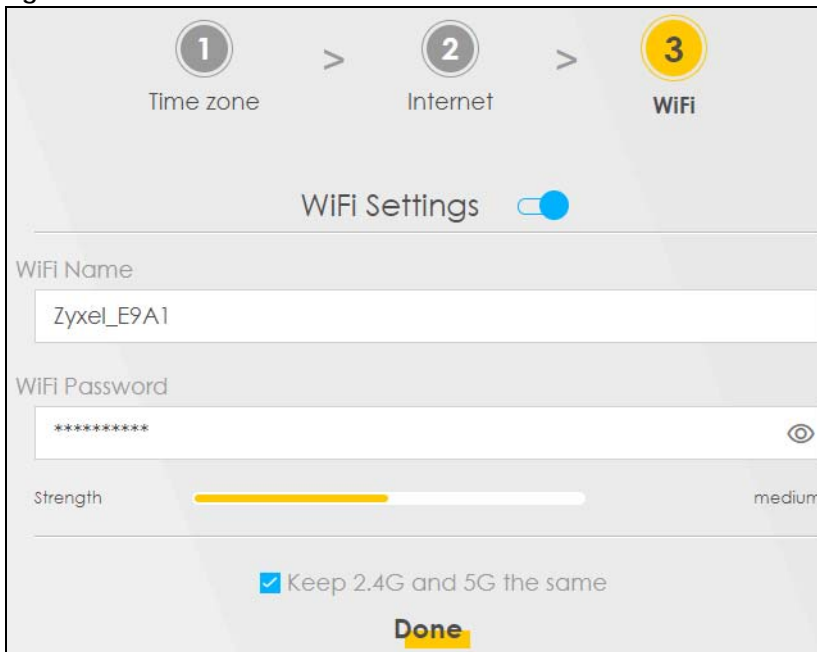 1 > 2 > 3
Time zone Internet WiFi
WiFi Settings
WiFi Name
Zyxel_E9A1
WiFi Password
**********
Strength medium
Keep 2.4G and 5G the same
Done